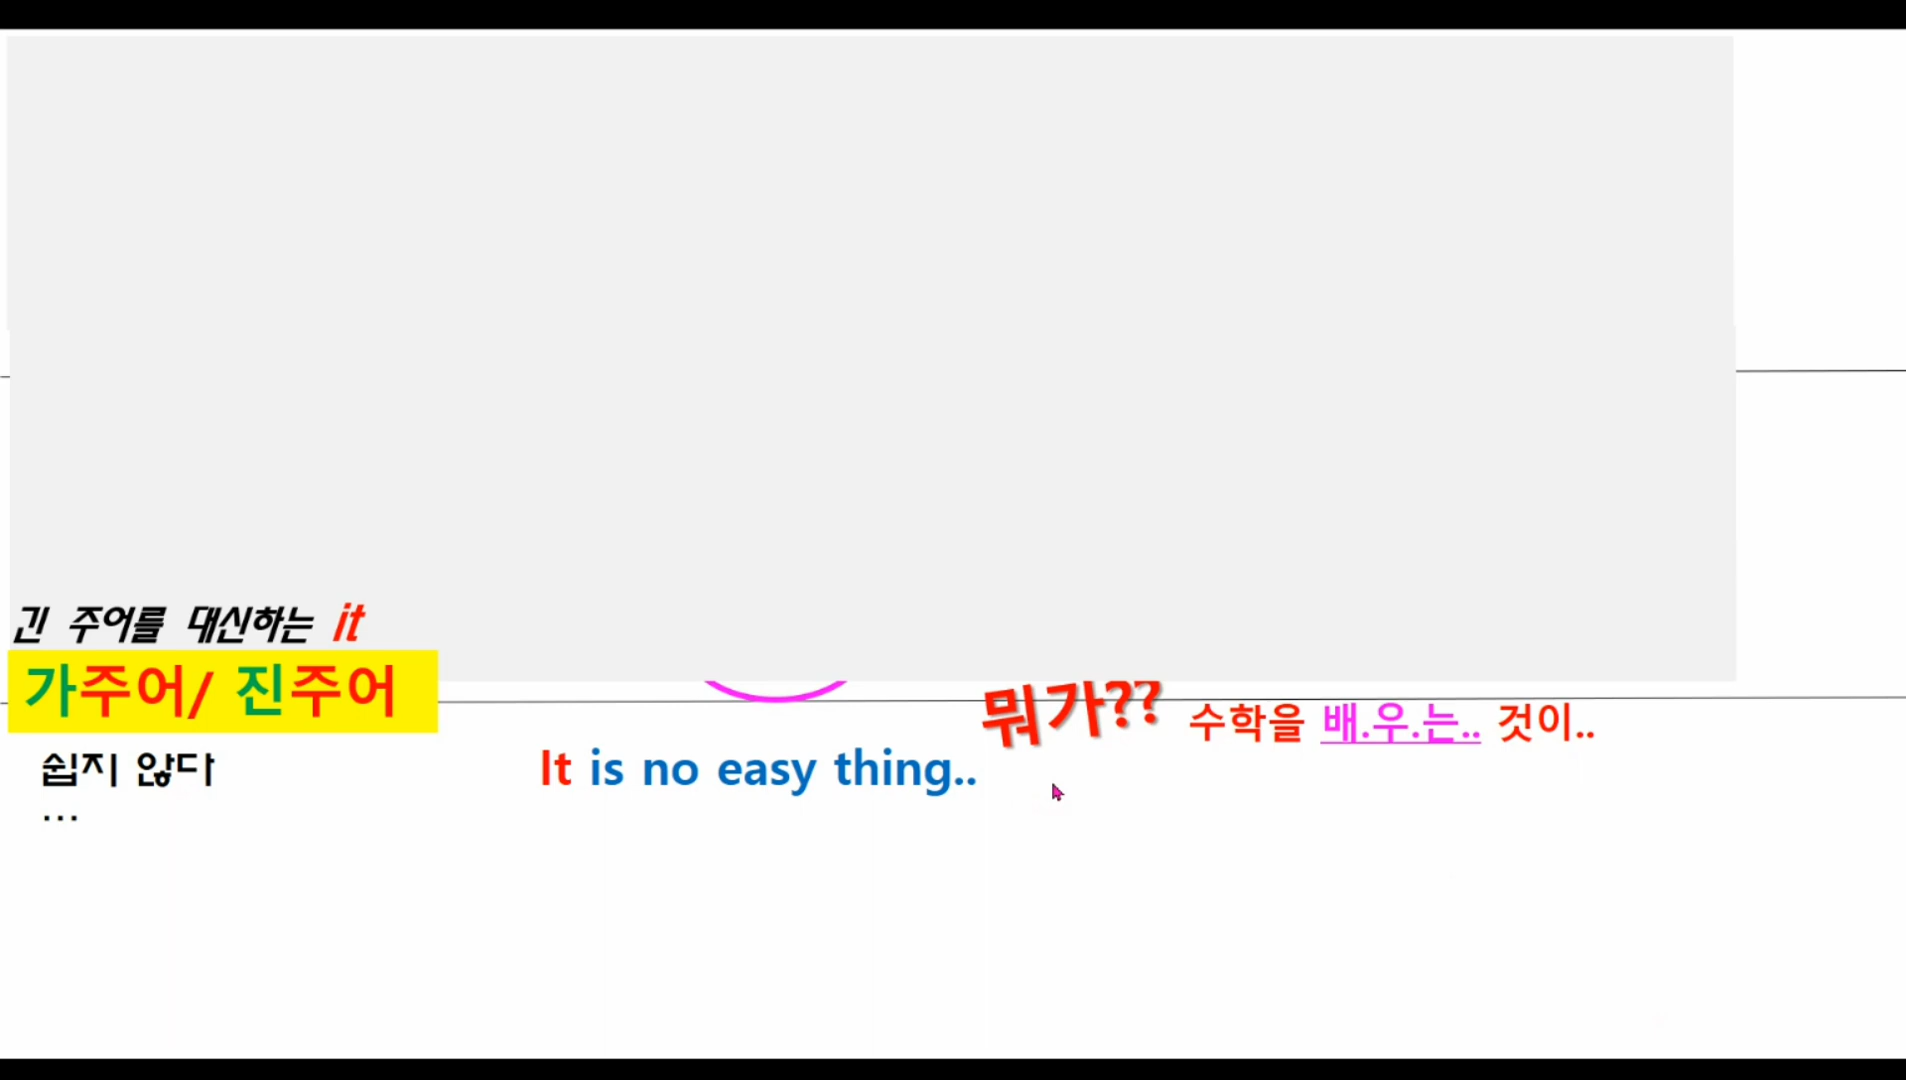 긴 주어를 대신하는 it
가주어/ 진주어
뭐가??
수학을 배.우.는.. 것이..
쉽지 않다
...
It is no easy thing..